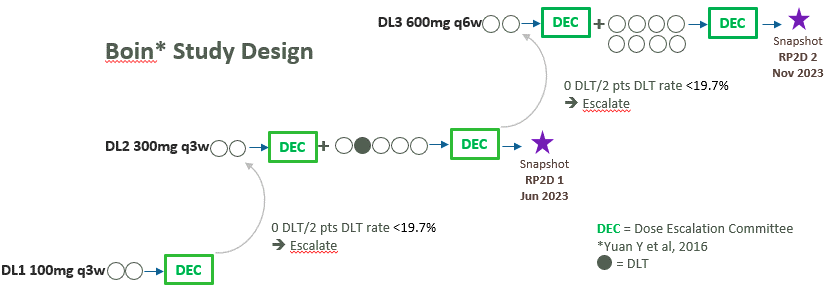 DL3 600mg q6w
DEC
+
DEC
Snapshot
RP2D 2
Nov 2023
Boin* Study Design
0 DLT/2 pts DLT rate <19.7%
➔ Escalate
DL2 300mg q3w
DEC
+
DEC
Snapshot
RP2D 1
Jun 2023
0 DLT/2 pts DLT rate <19.7%
➔ Escalate
DEC = Dose Escalation Committee
*Yuan Y et al, 2016
= DLT
DL1 100mg q3w
DEC